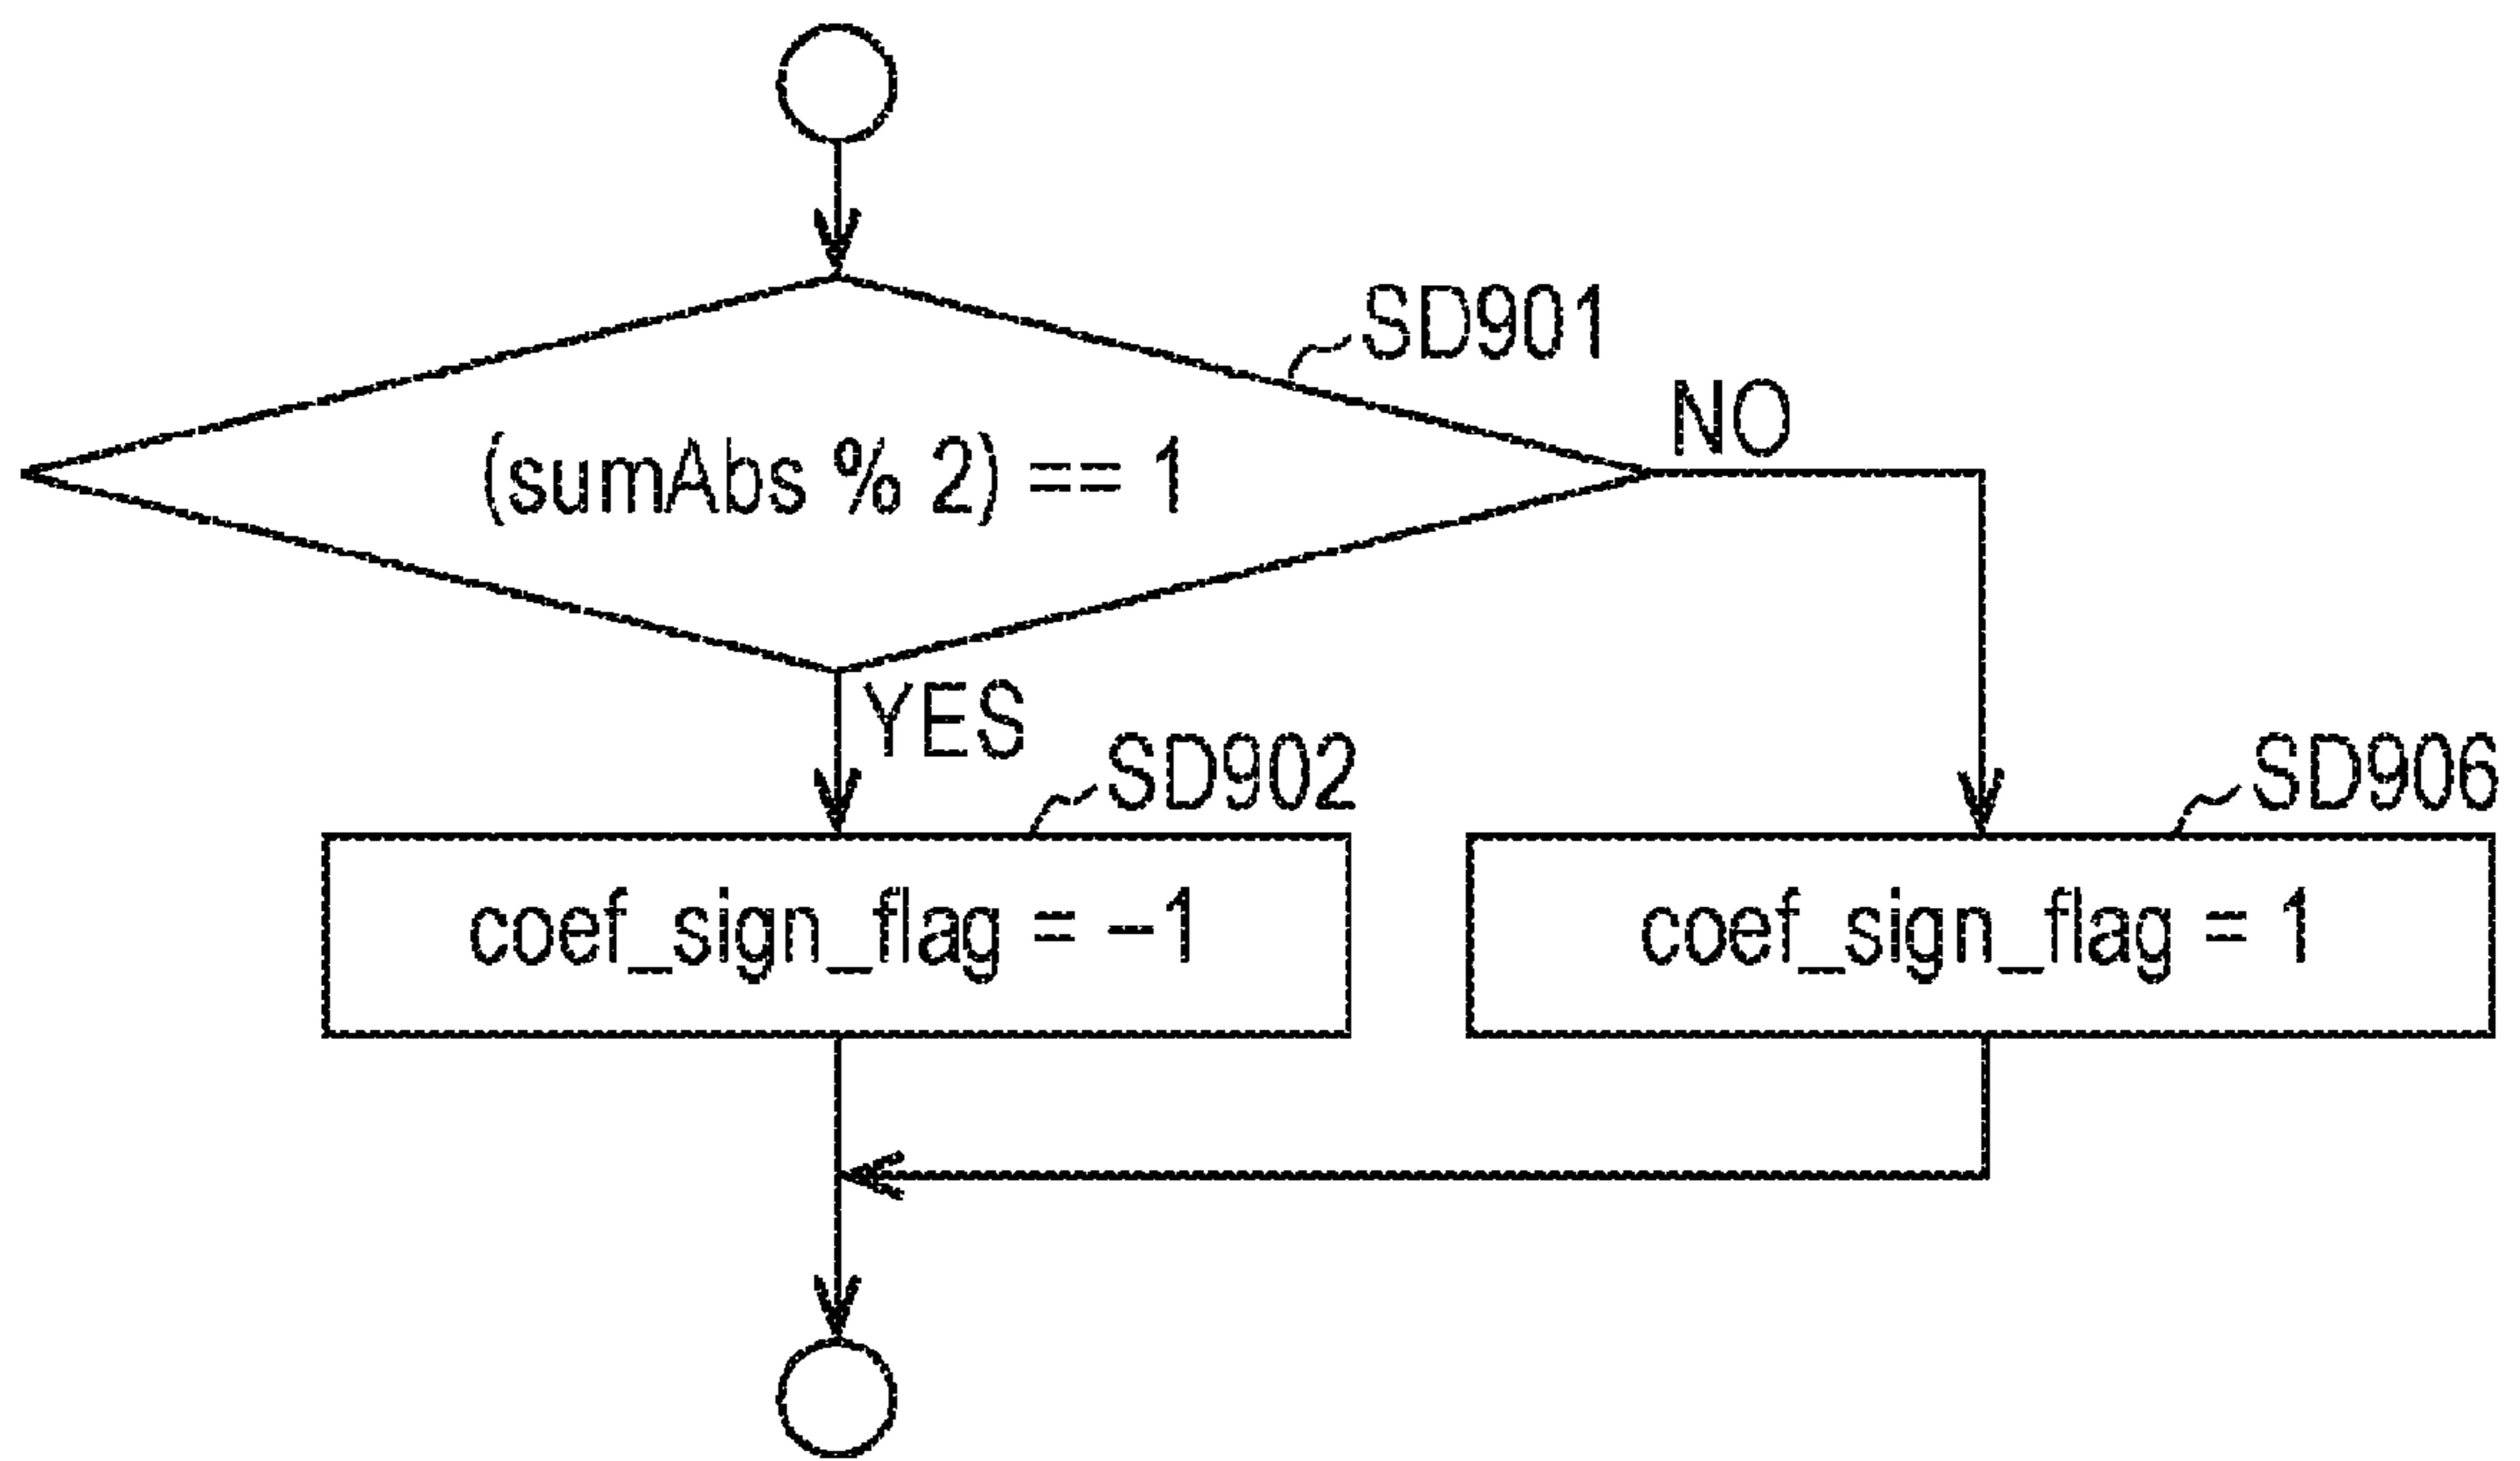 SD901
NO
(sumAbs % 2) == 1
YES
SD902
SD906
coef_sign_flag = −1
coef_sign_flag = 1